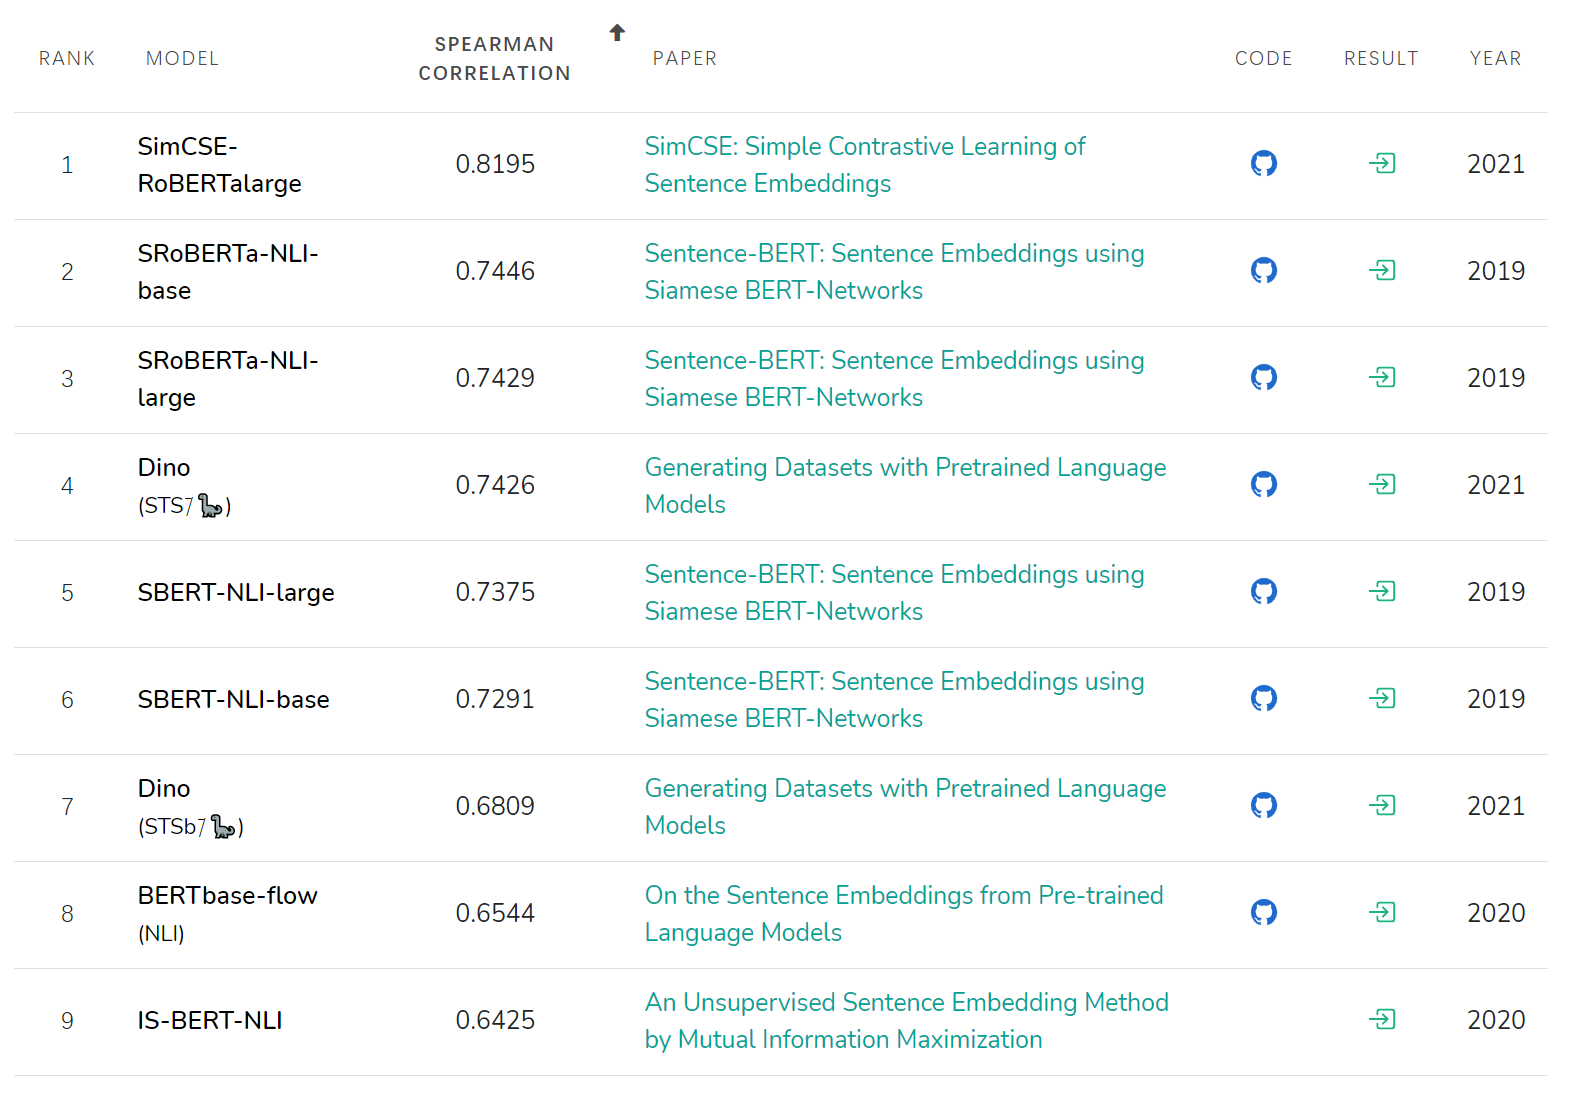 RANK MODEL SPEARMAN CORRELATION PAPER CODE RESULT YEAR
1 SimCSE-RoBERTalarge 0.8195 SimCSE: Simple Contrastive Learning of Sentence Embeddings 2021
2 SRoBERTa-NLI-base 0.7446 Sentence-BERT: Sentence Embeddings using Siamese BERT-Networks 2019
3 SRoBERTa-NLI-large 0.7429 Sentence-BERT: Sentence Embeddings using Siamese BERT-Networks 2019
4 Dino (STS/🦕) 0.7426 Generating Datasets with Pretrained Language Models 2021
5 SBERT-NLI-large 0.7375 Sentence-BERT: Sentence Embeddings using Siamese BERT-Networks 2019
6 SBERT-NLI-base 0.7291 Sentence-BERT: Sentence Embeddings using Siamese BERT-Networks 2019
7 Dino (STSb/🦕) 0.6809 Generating Datasets with Pretrained Language Models 2021
8 BERTbase-flow (NLI) 0.6544 On the Sentence Embeddings from Pre-trained Language Models 2020
9 IS-BERT-NLI 0.6425 An Unsupervised Sentence Embedding Method by Mutual Information Maximization 2020